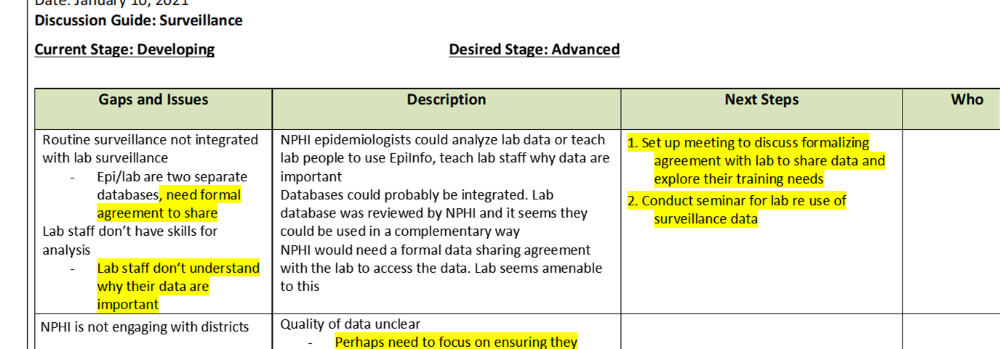 Date: January 10, 2021
Discussion Guide: Surveillance
Current Stage: Developing
Desired Stage: Advanced
Gaps and Issues
Description
Next Steps
Who
Routine surveillance not integrated
with lab surveillance
- Epi/lab are two separate
databases, need formal
agreement to share
Lab staff don’t have skills for
analysis
- Lab staff don’t understand
why their data are
important
NPHI epidemiologists could analyze lab data or teach
lab people to use EpiInfo, teach lab staff why data are
important
Databases could probably be integrated. Lab
database was reviewed by NPHI and it seems they
could be used in a complementary way
NPHI would need a formal data sharing agreement
with the lab to access the data. Lab seems amenable
to this
1. Set up meeting to discuss formalizing
agreement with lab to share data and
explore their training needs
2. Conduct seminar for lab re use of
surveillance data
NPHI is not engaging with districts
Quality of data unclear
- Perhaps need to focus on ensuring they